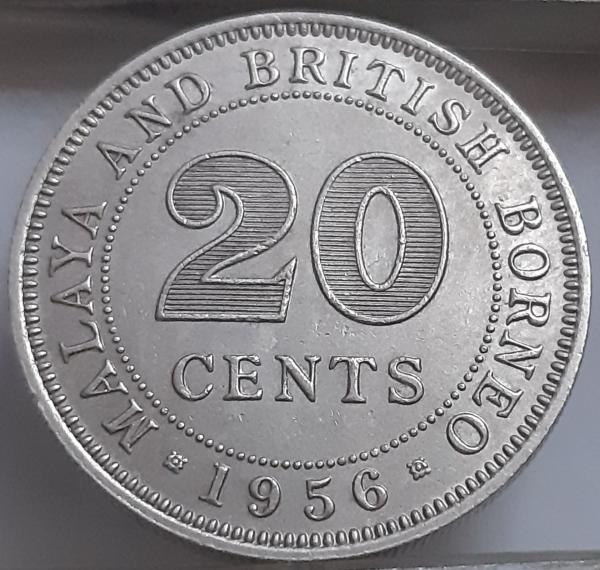 MALAYA AND BRITISH BORNEO
20
CENTS
1956